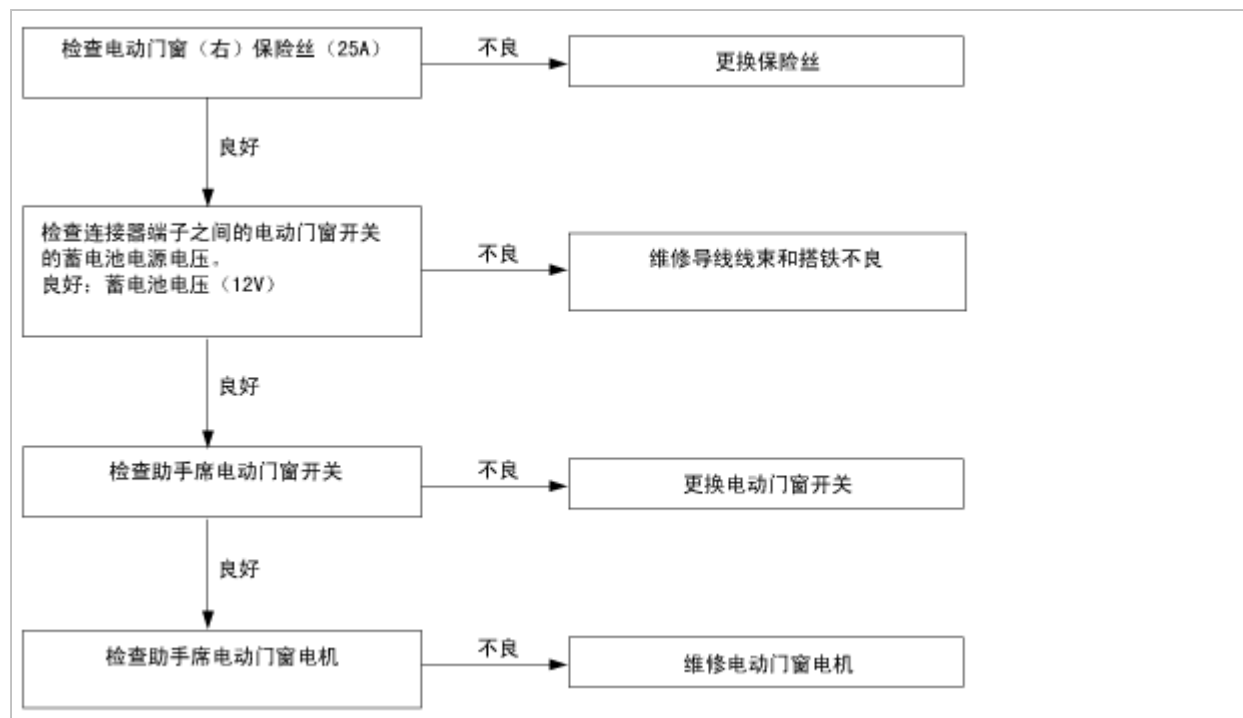 检查电动门窗（右）保险丝（25A）
不良
更换保险丝
良好
检查连接器端子之间的电动门窗开关
的蓄电池电源电压。
良好：蓄电池电压（12V）
不良
维修导线线束和搭铁不良
良好
检查助手席电动门窗开关
不良
更换电动门窗开关
良好
检查助手席电动门窗电机
不良
维修电动门窗电机